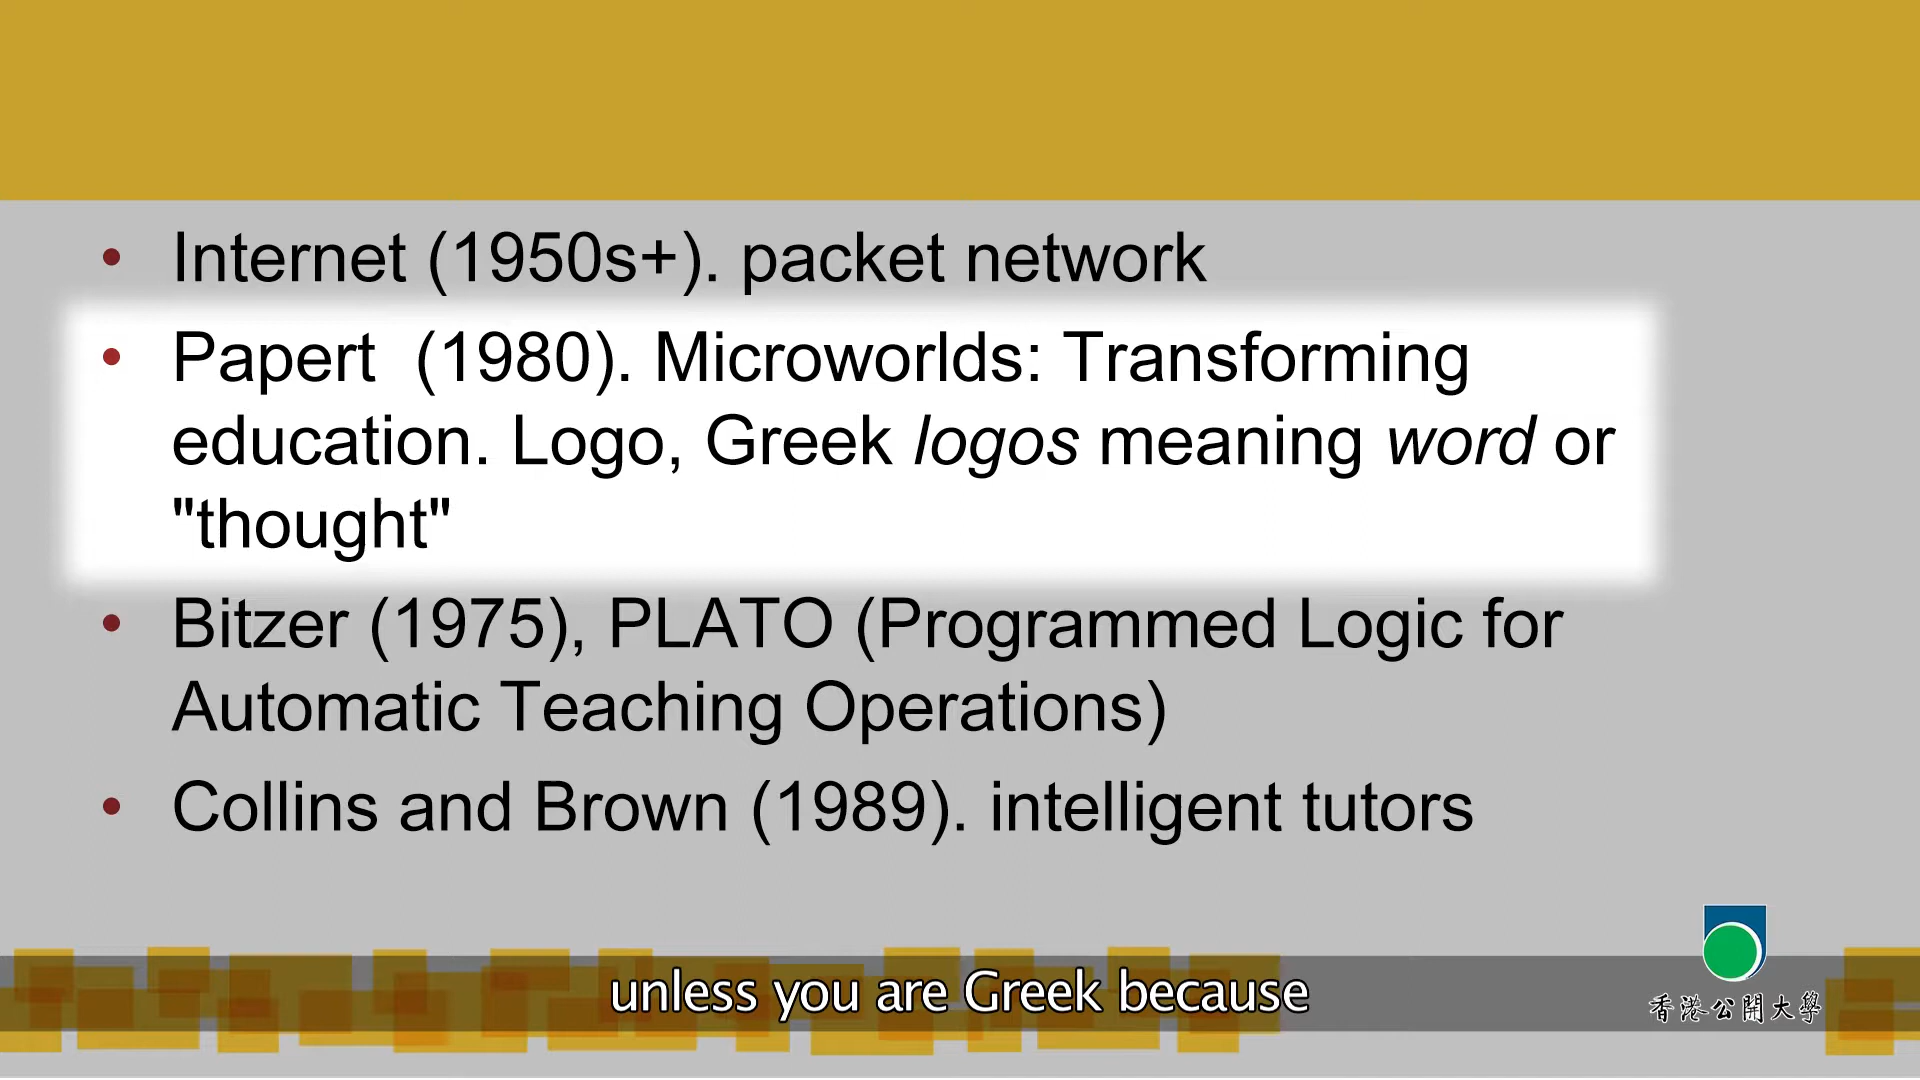 • Internet (1950s+). packet network
• Papert (1980). Microworlds: Transforming
education. Logo, Greek logos meaning word or
"thought"
• Bitzer (1975), PLATO (Programmed Logic for
Automatic Teaching Operations)
• Collins and Brown (1989). intelligent tutors
unless you are Greek because
香港公開大學